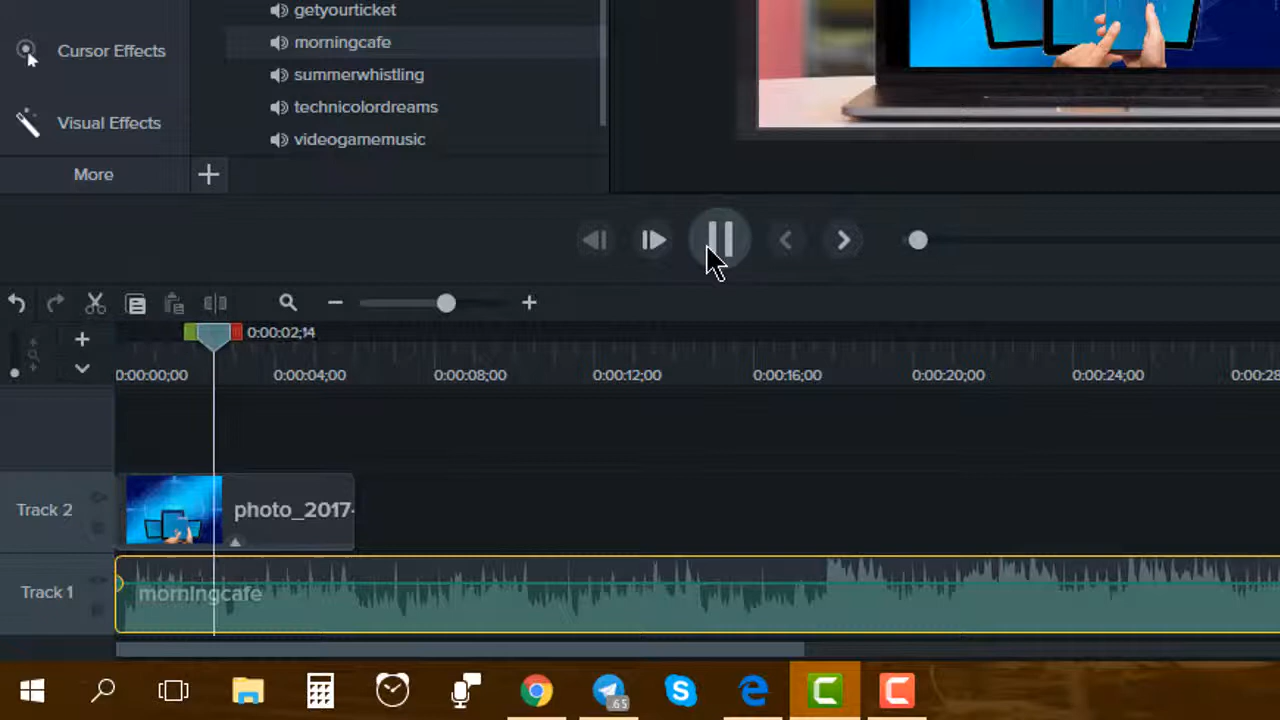 getyourticket
Cursor Effects
morningcafe
summerwhistling
technicolordreams
Visual Effects
videogamemusic
More
0:00:02;14
0:00:00;00 0:00:04;00 0:00:08;00 0:00:12;00 0:00:16;00 0:00:20;00 0:00:24;00 0:00:28
Track 2
photo_2017-
Track 1
morningcafe
65